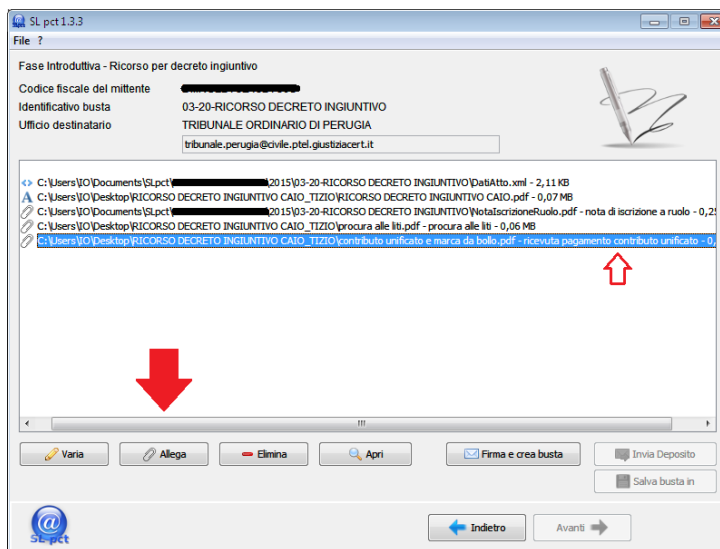 SL pct 1.3.3
File ?
Fase Introduttiva - Ricorso per decreto ingiuntivo
Codice fiscale del mittente
Identificativo busta 03-20-RICORSO DECRETO INGIUNTIVO
Ufficio destinatario TRIBUNALE ORDINARIO DI PERUGIA
tribunale.perugia@civile.ptel.giustiziacert.it
C:\Users\IO\Documents\SLpct\ \2015\03-20-RICORSO DECRETO INGIUNTIVO\DatiAtto.xml - 2,11 KB
A C:\Users\IO\Desktop\RICORSO DECRETO INGIUNTIVO CAIO_TIZIO\RICORSO DECRETO INGIUNTIVO CAIO.pdf - 0,07 MB
C:\Users\IO\Documents\SLpct\ \2015\03-20-RICORSO DECRETO INGIUNTIVO\NotaIscrizioneRuolo.pdf - nota di iscrizione a ruolo - 0,25
C:\Users\IO\Desktop\RICORSO DECRETO INGIUNTIVO CAIO_TIZIO\procura alle liti.pdf - procura alle liti - 0,06 MB
C:\Users\IO\Desktop\RICORSO DECRETO INGIUNTIVO CAIO_TIZIO\contributo unificato e marca da bollo.pdf - ricevuta pagamento contributo unificato - 0,
Varia Allega Elimina Apri Firma e crea busta Invia Deposito
Salva busta in
SL pct Indietro Avanti